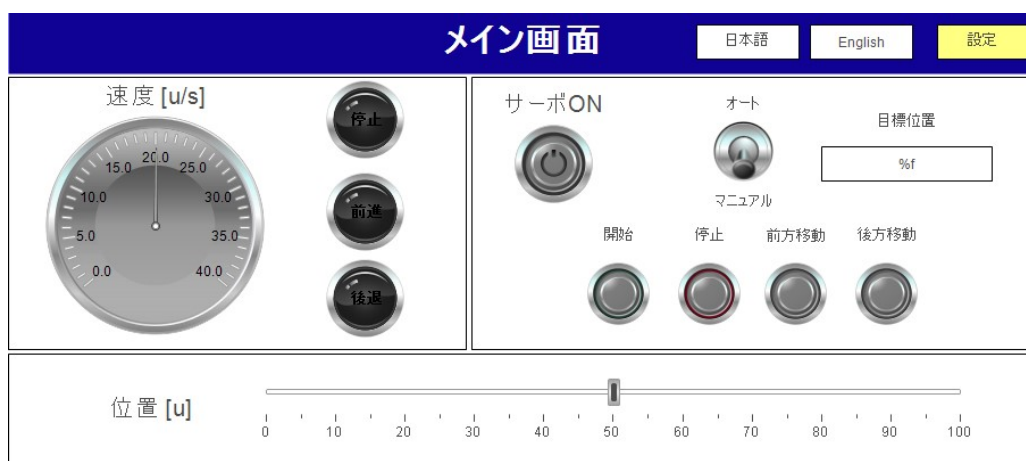 メイン画面
日本語
English
設定
速度 [u/s]
0.0
5.0
10.0
15.0
20.0
25.0
30.0
35.0
40.0
停止
前進
後退
サーボON
オート
マニュアル
目標位置
%f
開始
停止
前方移動
後方移動
位置 [u]
0 10 20 30 40 50 60 70 80 90 100